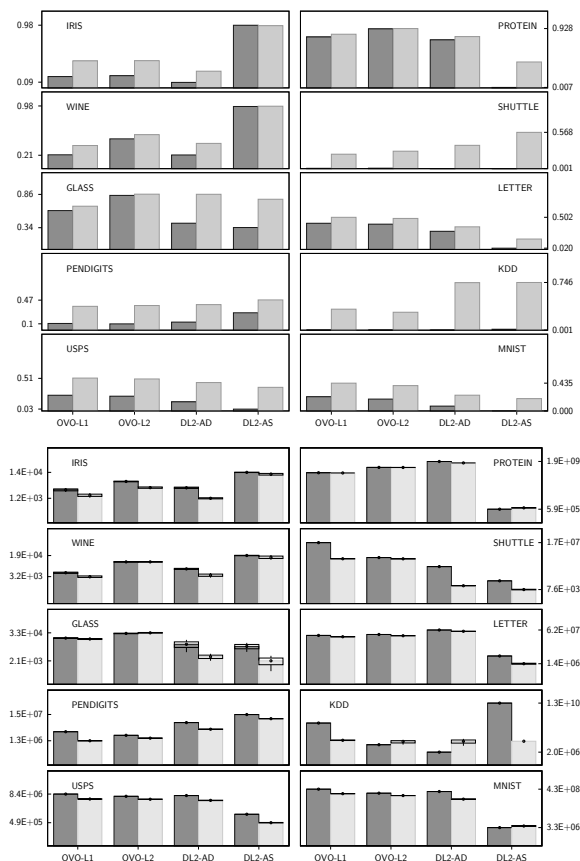 IRIS
0.98
0.09
PROTEIN
0.928
0.007
WINE
0.98
0.21
SHUTTLE
0.568
0.001
GLASS
0.86
0.34
LETTER
0.502
0.020
PENDIGITS
0.47
0.1
KDD
0.746
0.001
USPS
0.51
0.03
MNIST
0.435
0.000
OVO-L1 OVO-L2 DL2-AD DL2-AS
OVO-L1 OVO-L2 DL2-AD DL2-AS
IRIS
1.4E+04
1.2E+03
PROTEIN
1.9E+09
5.9E+05
WINE
1.9E+04
3.2E+03
SHUTTLE
1.7E+07
7.6E+03
GLASS
3.3E+04
2.1E+03
LETTER
6.2E+07
1.4E+06
PENDIGITS
1.5E+07
1.3E+06
KDD
1.3E+10
2.0E+06
USPS
8.4E+06
4.9E+05
MNIST
4.3E+08
3.3E+06
OVO-L1 OVO-L2 DL2-AD DL2-AS
OVO-L1 OVO-L2 DL2-AD DL2-AS